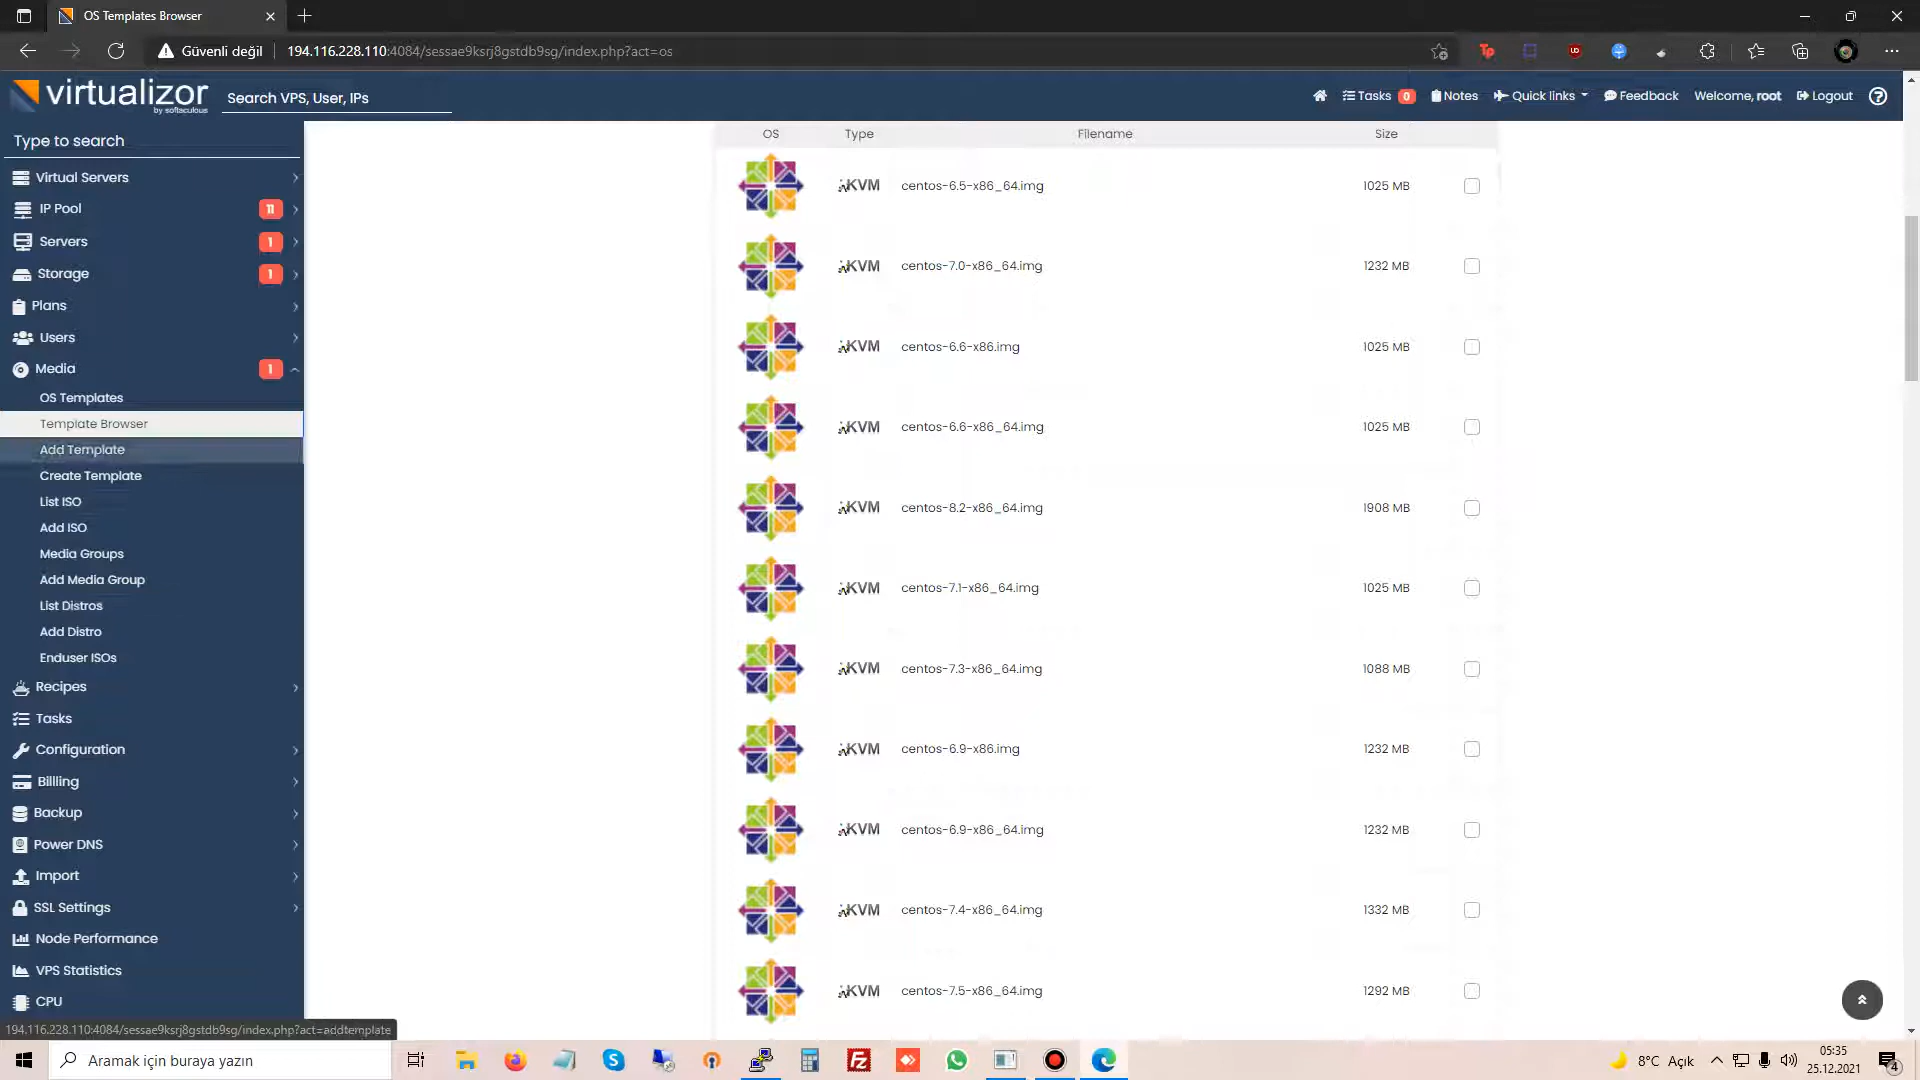 OS Templates Browser
Güvenli değil 194.116.228.110:4084/sessae9ksrj8gstdb9sg/index.php?act=os
virtualizor
by softaculous
Search VPS, User, IPs
Tasks 0 Notes Quick links Feedback Welcome, root Logout
Type to search
Virtual Servers
IP Pool 11
Servers 1
Storage 1
Plans
Users
Media 1
OS Templates
Template Browser
Add Template
Create Template
List ISO
Add ISO
Media Groups
Add Media Group
List Distros
Add Distro
Enduser ISOs
Recipes
Tasks
Configuration
Billling
Backup
Power DNS
Import
SSL Settings
Node Performance
VPS Statistics
CPU
OS Type Filename Size
KVM centos-6.5-x86_64.img 1025 MB
KVM centos-7.0-x86_64.img 1232 MB
KVM centos-6.6-x86.img 1025 MB
KVM centos-6.6-x86_64.img 1025 MB
KVM centos-8.2-x86_64.img 1908 MB
KVM centos-7.1-x86_64.img 1025 MB
KVM centos-7.3-x86_64.img 1088 MB
KVM centos-6.9-x86.img 1232 MB
KVM centos-6.9-x86_64.img 1232 MB
KVM centos-7.4-x86_64.img 1332 MB
KVM centos-7.5-x86_64.img 1292 MB
194.116.228.110:4084/sessae9ksrj8gstdb9sg/index.php?act=addtemplate
Aramak için buraya yazın
8°C Açık
05:35
25.12.2021
4